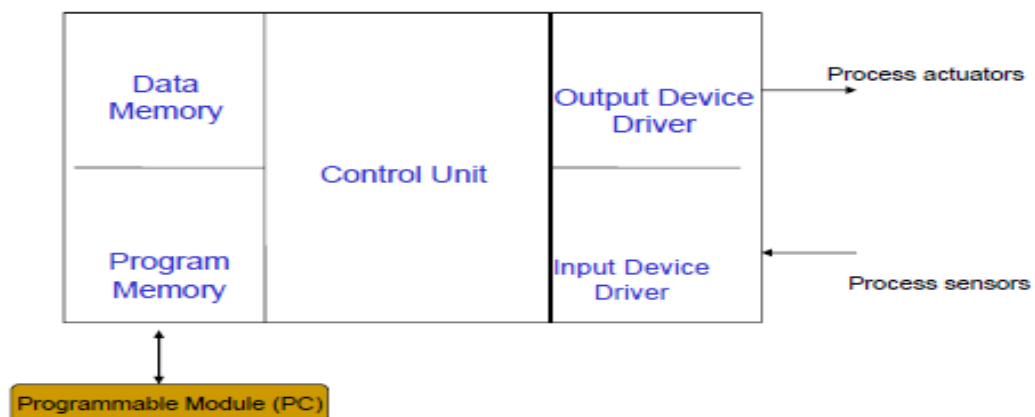 Data
Memory
Control Unit
Output Device
Driver
Process actuators
Program
Memory
Input Device
Driver
Process sensors
Programmable Module (PC)